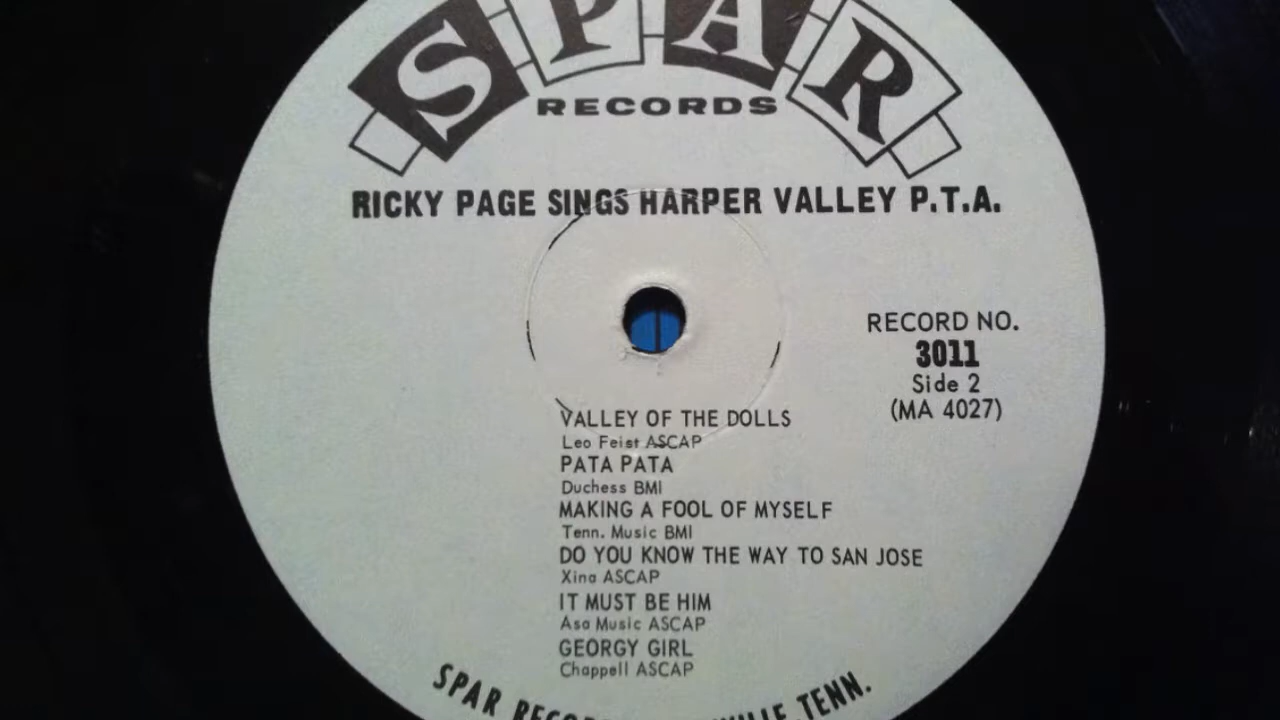 SPAR
RECORDS
RICKY PAGE SINGS HARPER VALLEY P.T.A.
RECORD NO.
3011
Side 2
(MA 4027)
VALLEY OF THE DOLLS
Leo Feist ASCAP
PATA PATA
Duchess BMI
MAKING A FOOL OF MYSELF
Tenn. Music BMI
DO YOU KNOW THE WAY TO SAN JOSE
Xina ASCAP
IT MUST BE HIM
Asa Music ASCAP
GEORGY GIRL
Chappell ASCAP
SPAR TENN.